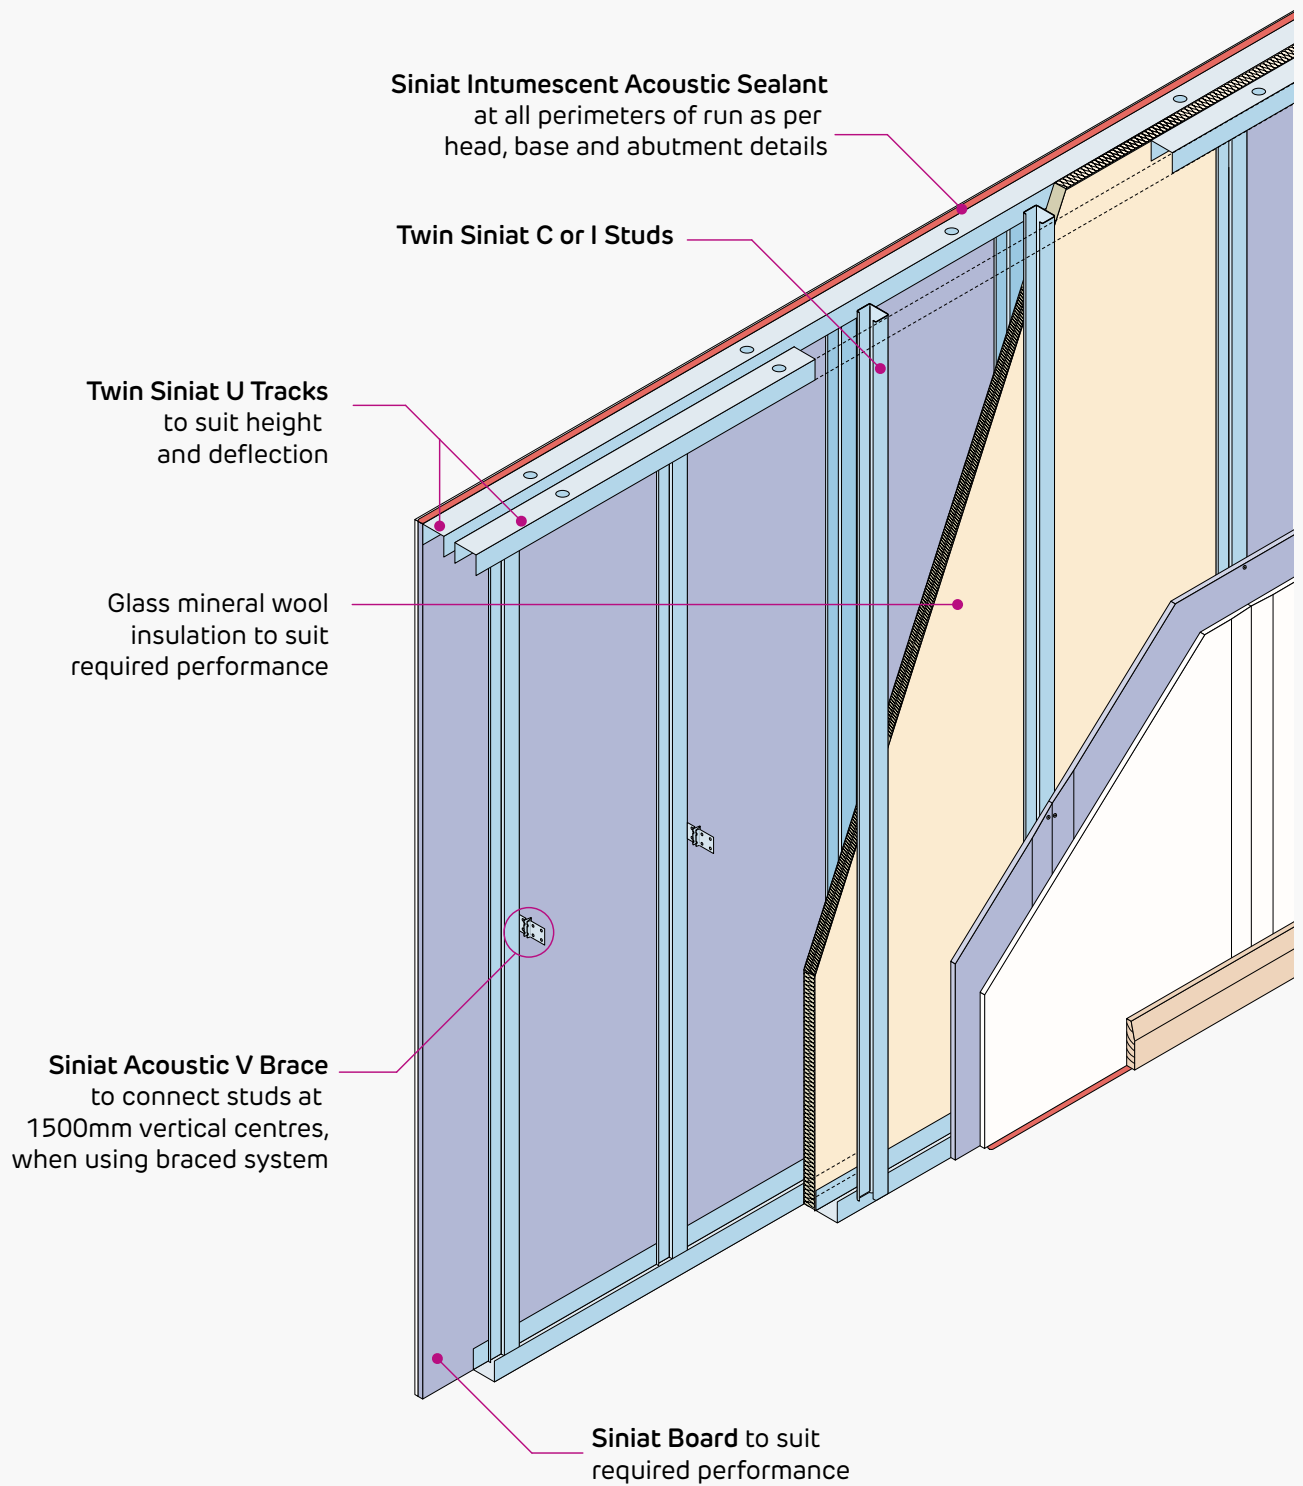 Siniat Intumescent Acoustic Sealant
at all perimeters of run as per
head, base and abutment details
Twin Siniat C or I Studs
Twin Siniat U Tracks
to suit height
and deflection
Glass mineral wool
insulation to suit
required performance
Siniat Acoustic V Brace
to connect studs at
1500mm vertical centres,
when using braced system
Siniat Board to suit
required performance